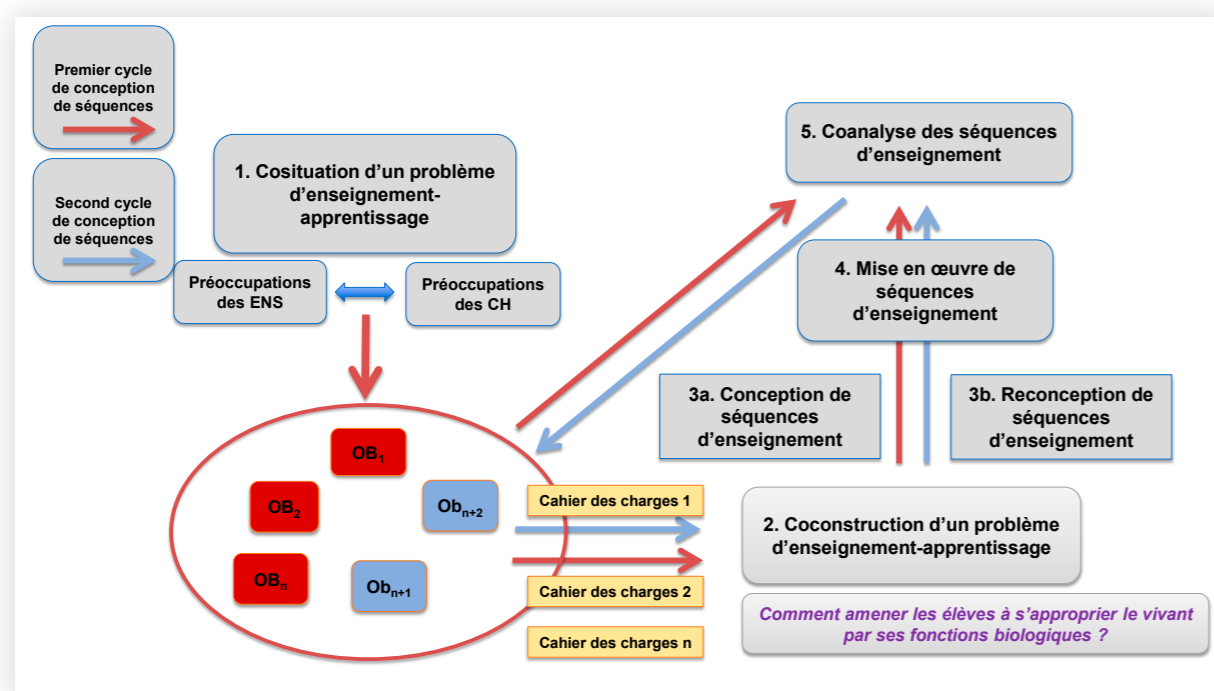 Premier cycle
de conception
de séquences
Second cycle
de conception
de séquences
1. Cosituation d’un problème
d’enseignement-
apprentissage
Préoccupations
des ENS
Préoccupations
des CH
5. Coanalyse des séquences
d’enseignement
4. Mise en œuvre de
séquences
d’enseignement
3a. Conception de
séquences
d’enseignement
3b. Reconception de
séquences
d’enseignement
OB1
OB2
Obn+2
OBn
Obn+1
Cahier des charges 1
Cahier des charges 2
Cahier des charges n
2. Coconstruction d’un problème
d’enseignement-apprentissage
Comment amener les élèves à s’approprier le vivant
par ses fonctions biologiques ?